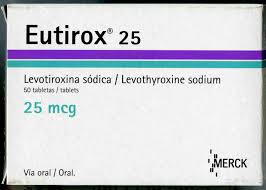 Eutirox® 25
Levotiroxina sódica / Levothyroxine sodium
50 tabletas / tablets
25 mcg
Vía oral / Oral.
MERCK